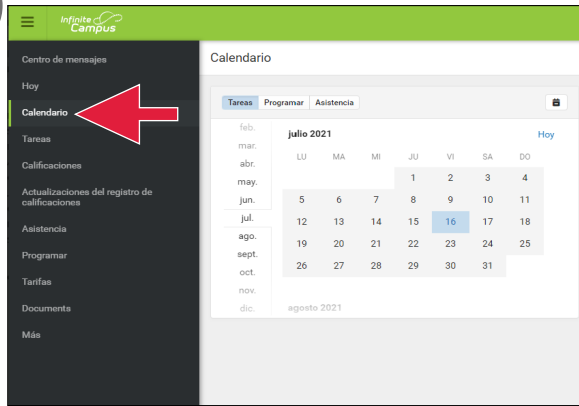 Infinite
Campus
Centro de mensajes
Hoy
Calendario
Tareas
Calificaciones
Actualizaciones del registro de
calificaciones
Asistencia
Programar
Tarifas
Documents
Más
Calendario
Tareas Programar Asistencia
feb.
mar.
abr.
may.
jun.
jul.
ago.
sept.
oct.
nov.
dic.
julio 2021 Hoy
LU MA MI JU VI SA DO
1 2 3 4
5 6 7 8 9 10 11
12 13 14 15 16 17 18
19 20 21 22 23 24 25
26 27 28 29 30 31
agosto 2021